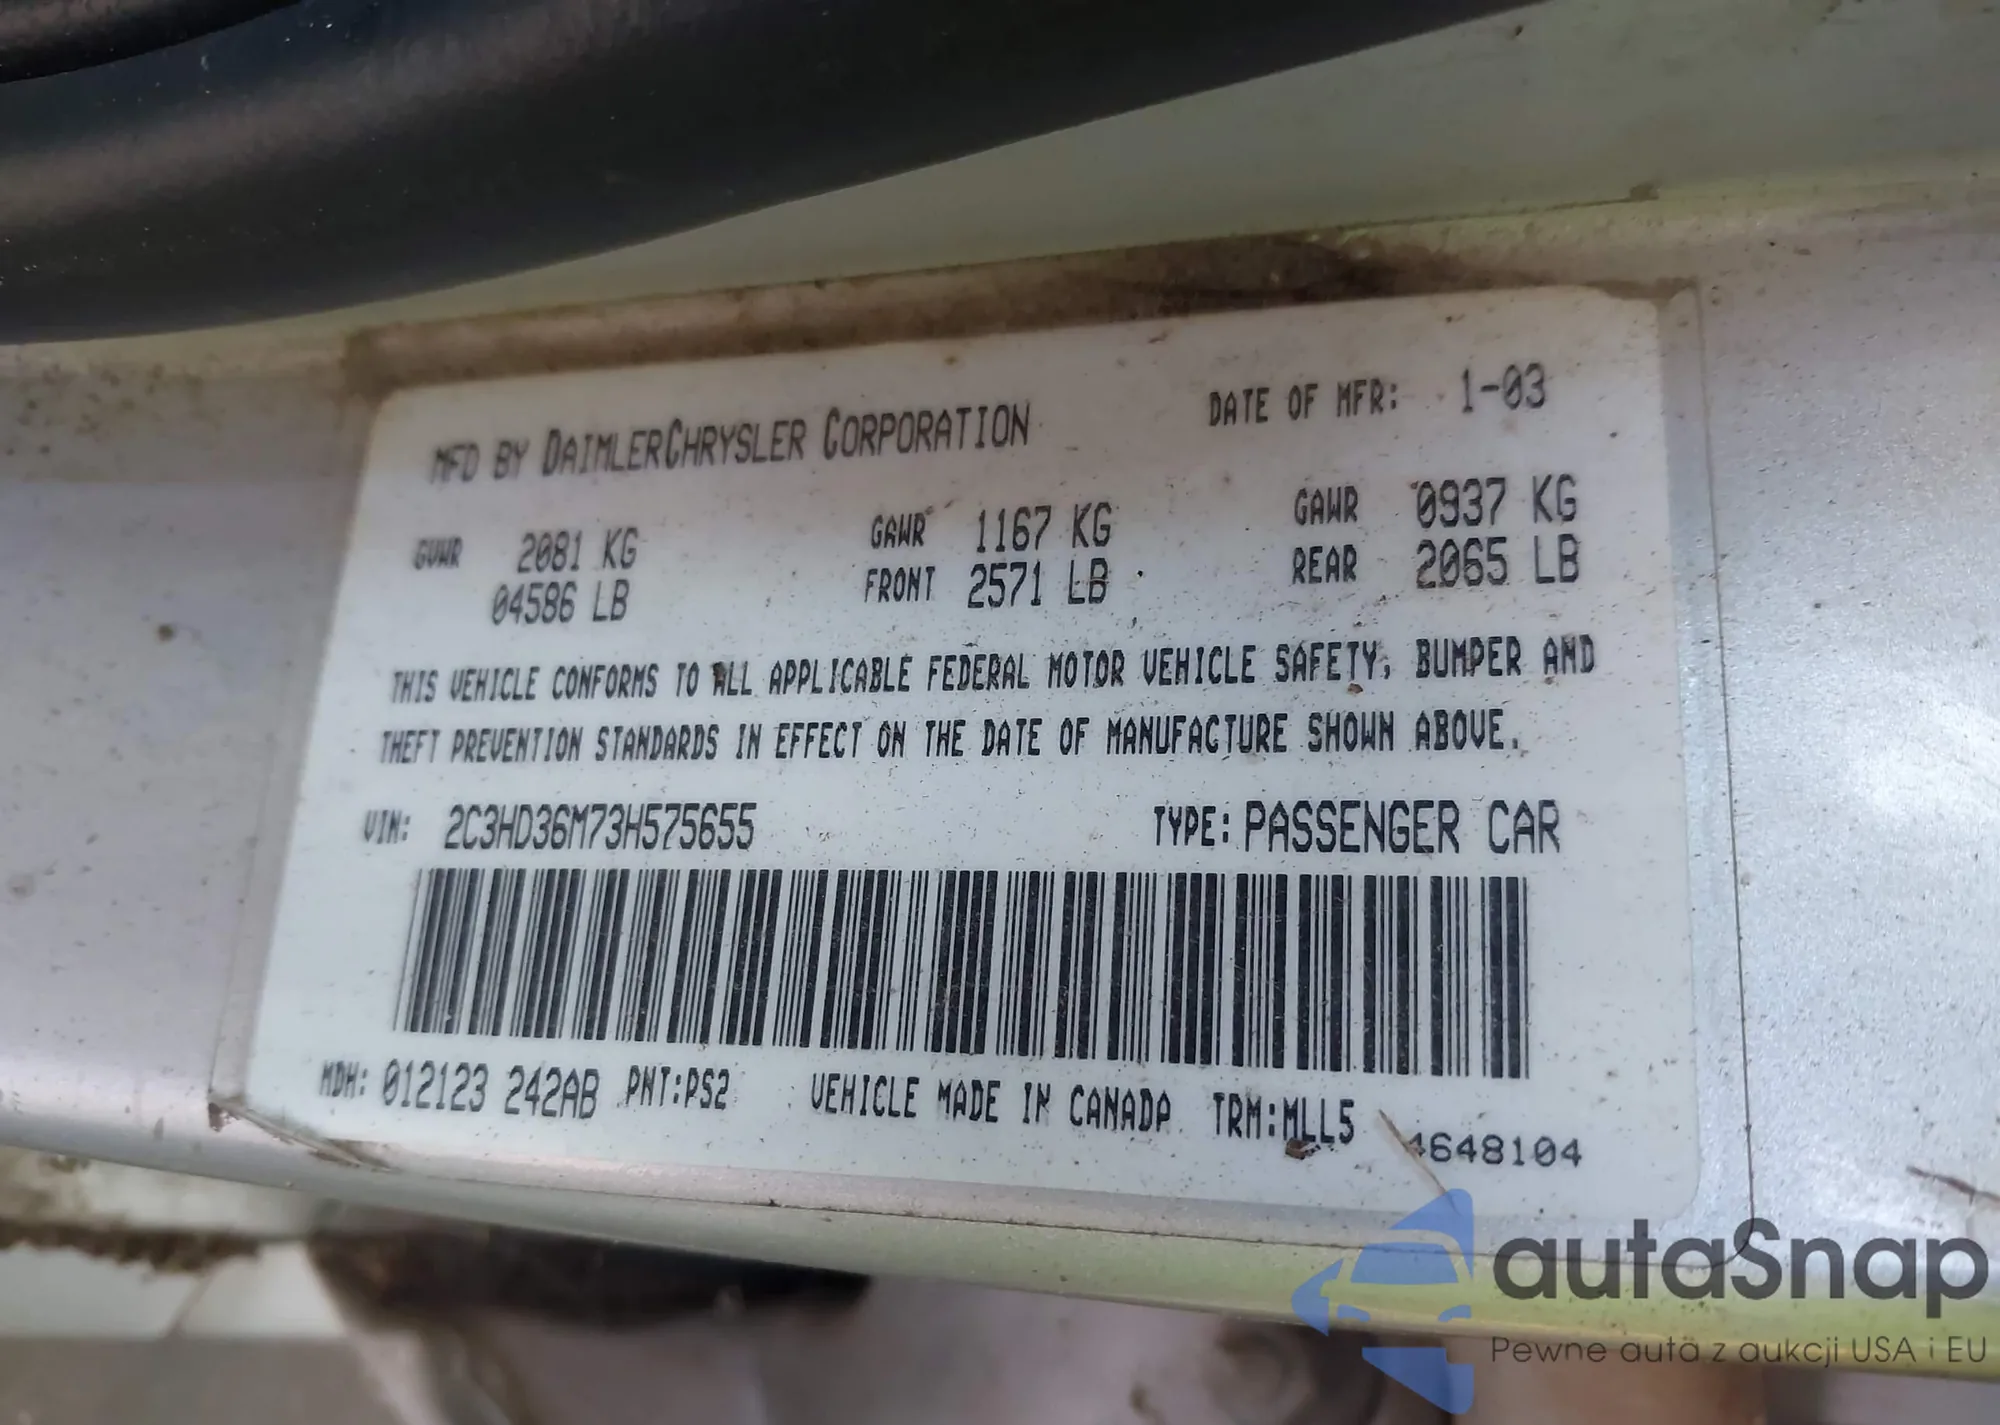 MFD BY DAIMLERCHRYSLER CORPORATION DATE OF MFR: 1-03
GVWR 2081 KG GAWR 1167 KG GAWR 0937 KG
04586 LB FRONT 2571 LB REAR 2065 LB
THIS VEHICLE CONFORMS TO ALL APPLICABLE FEDERAL MOTOR VEHICLE SAFETY, BUMPER AND
THEFT PREVENTION STANDARDS IN EFFECT ON THE DATE OF MANUFACTURE SHOWN ABOVE.
VIN: 2C3HD36M73H575655 TYPE: PASSENGER CAR
MDH: 012123 242AB PNT:PS2 VEHICLE MADE IN CANADA TRM:MLL5
4648104
autaSnap
Pewne auta z aukcji USA i EU